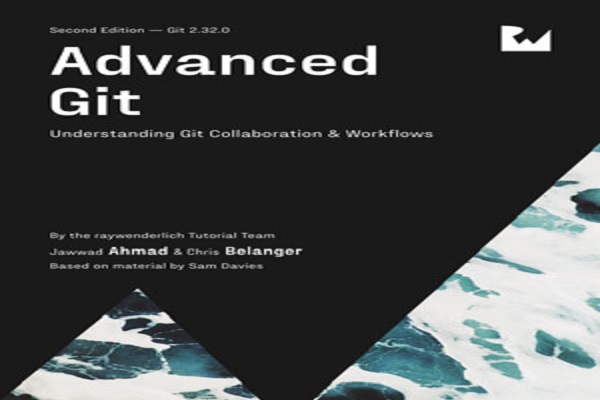 Second Edition — Git 2.32.0
Advanced
Git
Understanding Git Collaboration & Workflows
By the raywenderlich Tutorial Team
Jawwad Ahmad & Chris Belanger
Based on material by Sam Davies